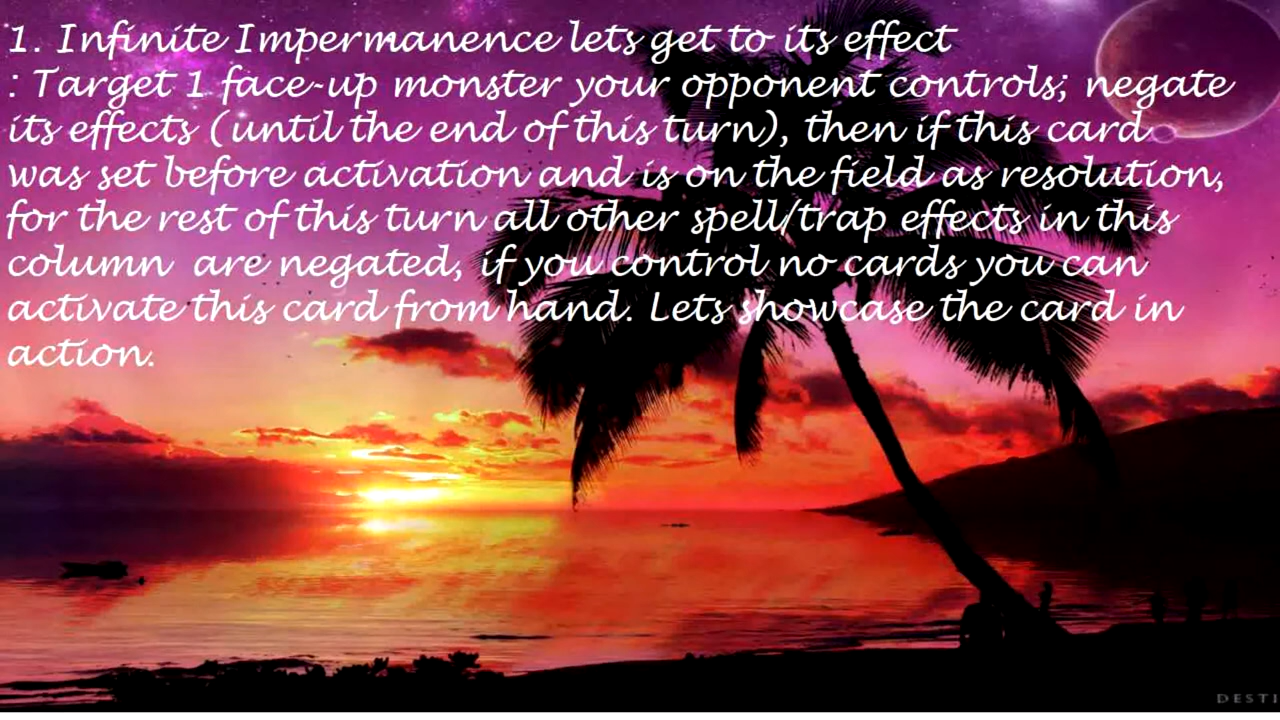 1. Infinite Impermanence lets get to its effect
: Target 1 face-up monster your opponent controls; negate
its effects (until the end of this turn), then if this card
was set before activation and is on the field as resolution,
for the rest of this turn all other spell/trap effects in this
column are negated, if you control no cards you can
activate this card from hand. Lets showcase the card in
action.
DESTI